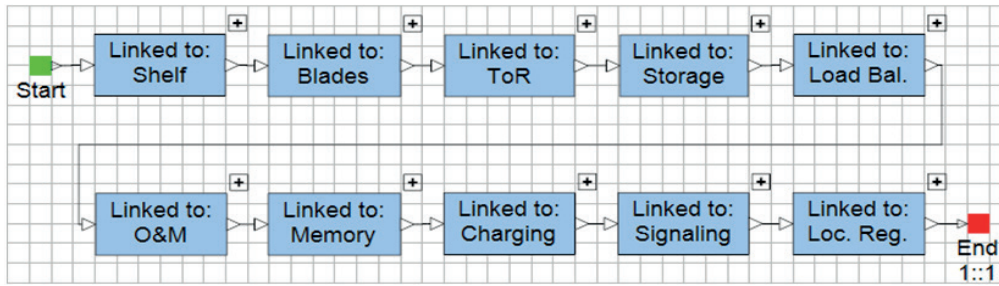 Start
Linked to:
Shelf
Linked to:
Blades
Linked to:
ToR
Linked to:
Storage
Linked to:
Load Bal.
Linked to:
O&M
Linked to:
Memory
Linked to:
Charging
Linked to:
Signaling
Linked to:
Loc. Reg.
End
1::1